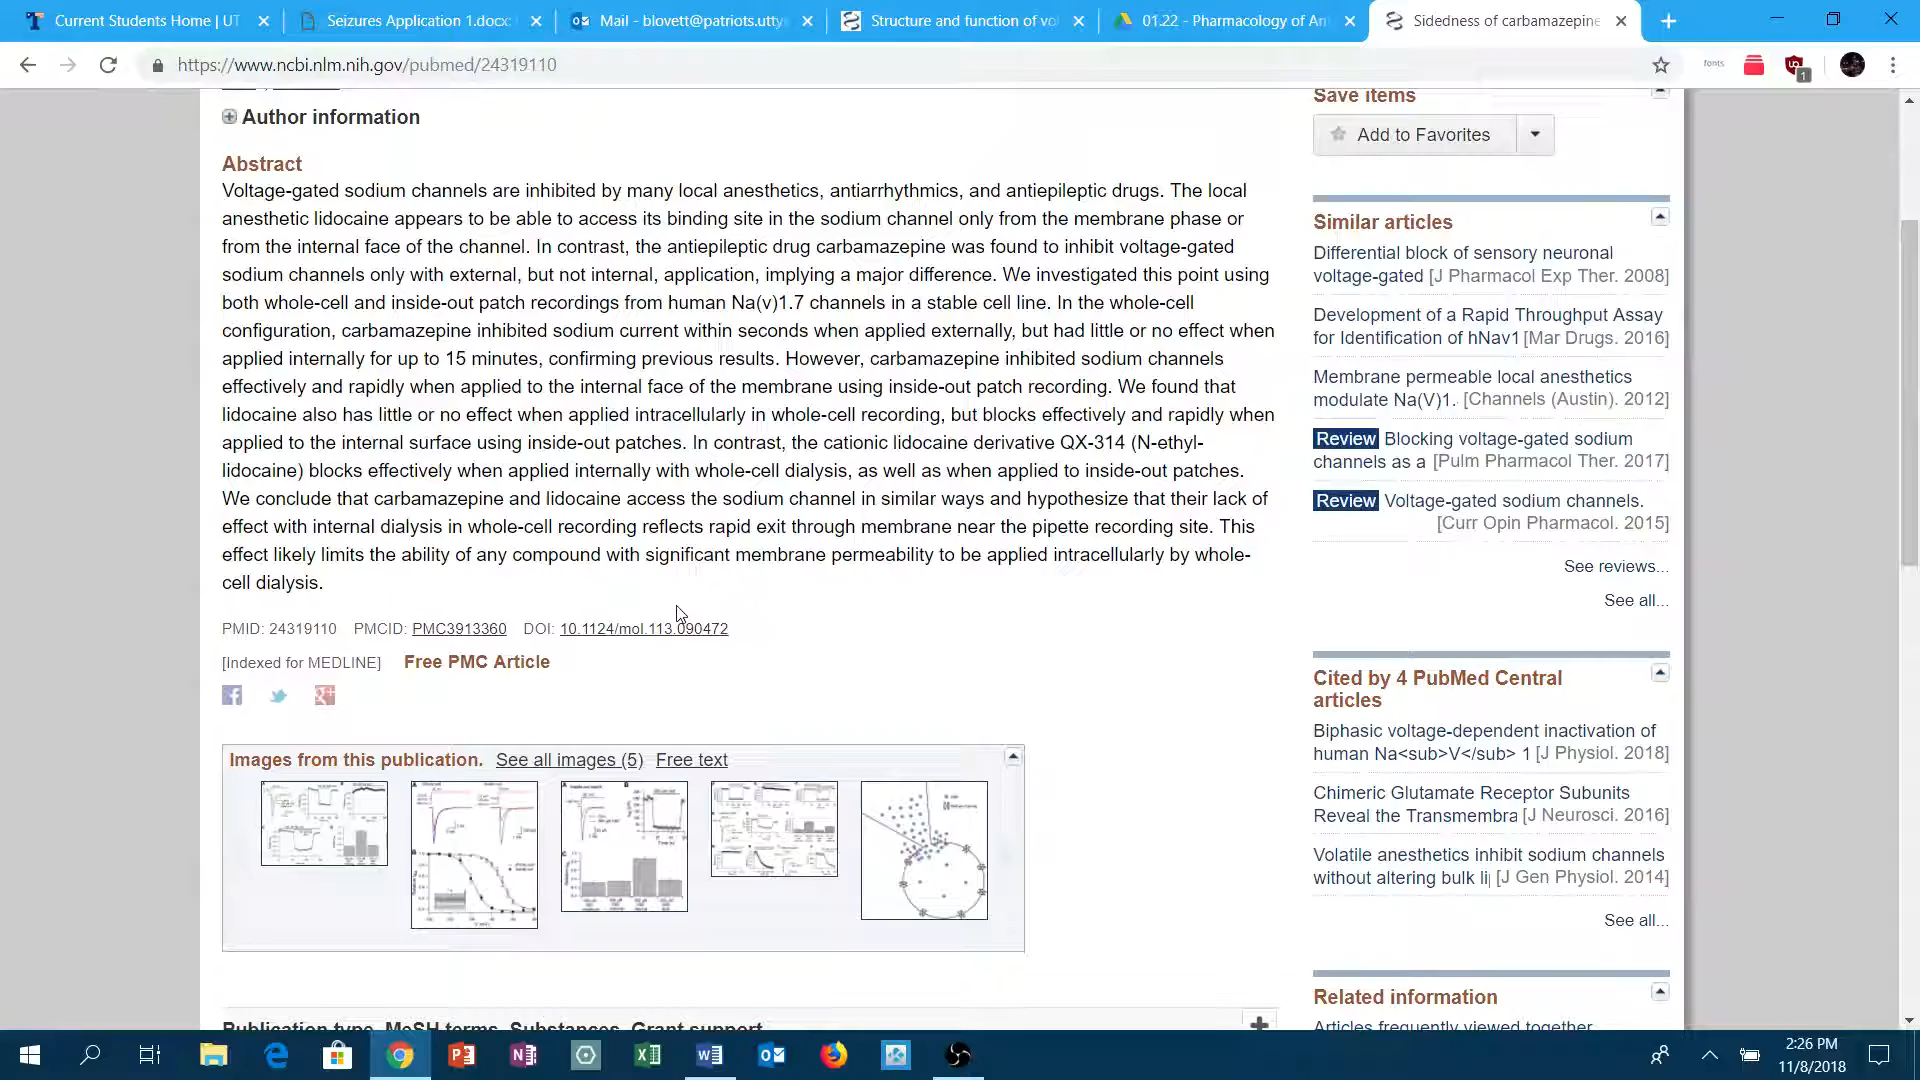 Current Students Home | UT
Seizures Application 1.docx:
Mail - blovett@patriots.utty
Structure and function of vo
01.22 - Pharmacology of An
Sidedness of carbamazepine
https://www.ncbi.nlm.nih.gov/pubmed/24319110
fonts
1
Author information
Abstract
Voltage-gated sodium channels are inhibited by many local anesthetics, antiarrhythmics, and antiepileptic drugs. The local
anesthetic lidocaine appears to be able to access its binding site in the sodium channel only from the membrane phase or
from the internal face of the channel. In contrast, the antiepileptic drug carbamazepine was found to inhibit voltage-gated
sodium channels only with external, but not internal, application, implying a major difference. We investigated this point using
both whole-cell and inside-out patch recordings from human Na(v)1.7 channels in a stable cell line. In the whole-cell
configuration, carbamazepine inhibited sodium current within seconds when applied externally, but had little or no effect when
applied internally for up to 15 minutes, confirming previous results. However, carbamazepine inhibited sodium channels
effectively and rapidly when applied to the internal face of the membrane using inside-out patch recording. We found that
lidocaine also has little or no effect when applied intracellularly in whole-cell recording, but blocks effectively and rapidly when
applied to the internal surface using inside-out patches. In contrast, the cationic lidocaine derivative QX-314 (N-ethyl-
lidocaine) blocks effectively when applied internally with whole-cell dialysis, as well as when applied to inside-out patches.
We conclude that carbamazepine and lidocaine access the sodium channel in similar ways and hypothesize that their lack of
effect with internal dialysis in whole-cell recording reflects rapid exit through membrane near the pipette recording site. This
effect likely limits the ability of any compound with significant membrane permeability to be applied intracellularly by whole-
cell dialysis.
PMID: 24319110 PMCID: PMC3913360 DOI: 10.1124/mol.113.090472
[Indexed for MEDLINE] Free PMC Article
Images from this publication. See all images (5) Free text
Publication type, MeSH terms, Substances, Grant support
Save items
Add to Favorites
Similar articles
Differential block of sensory neuronal
voltage-gated [J Pharmacol Exp Ther. 2008]
Development of a Rapid Throughput Assay
for Identification of hNav1 [Mar Drugs. 2016]
Membrane permeable local anesthetics
modulate Na(V)1. [Channels (Austin). 2012]
Review Blocking voltage-gated sodium
channels as a [Pulm Pharmacol Ther. 2017]
Review Voltage-gated sodium channels.
[Curr Opin Pharmacol. 2015]
See reviews...
See all...
Cited by 4 PubMed Central
articles
Biphasic voltage-dependent inactivation of
human Na<sub>V</sub> 1 [J Physiol. 2018]
Chimeric Glutamate Receptor Subunits
Reveal the Transmembra [J Neurosci. 2016]
Volatile anesthetics inhibit sodium channels
without altering bulk li [J Gen Physiol. 2014]
See all...
Related information
Articles frequently viewed together
2:26 PM
11/8/2018